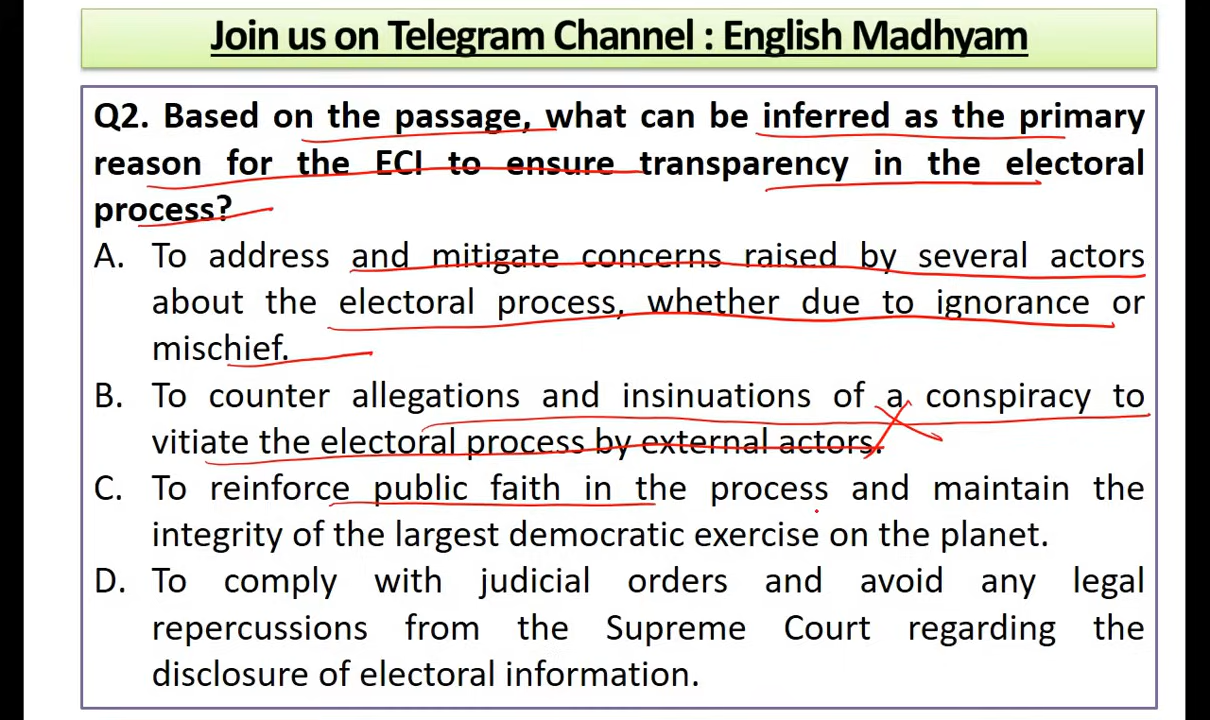 Join us on Telegram Channel : English Madhyam
Q2. Based on the passage, what can be inferred as the primary
reason for the ECI to ensure transparency in the electoral
process?
A. To address and mitigate concerns raised by several actors
about the electoral process, whether due to ignorance or
mischief.
B. To counter allegations and insinuations of a conspiracy to
vitiate the electoral process by external actors.
C. To reinforce public faith in the process and maintain the
integrity of the largest democratic exercise on the planet.
D. To comply with judicial orders and avoid any legal
repercussions from the Supreme Court regarding the
disclosure of electoral information.